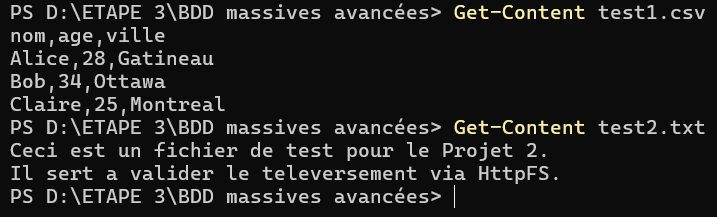 PS D:\ETAPE 3\BDD massives avancées> Get-Content test1.csv
nom,age,ville
Alice,28,Gatineau
Bob,34,Ottawa
Claire,25,Montreal
PS D:\ETAPE 3\BDD massives avancées> Get-Content test2.txt
Ceci est un fichier de test pour le Projet 2.
Il sert a valider le televersement via HttpFS.
PS D:\ETAPE 3\BDD massives avancées>